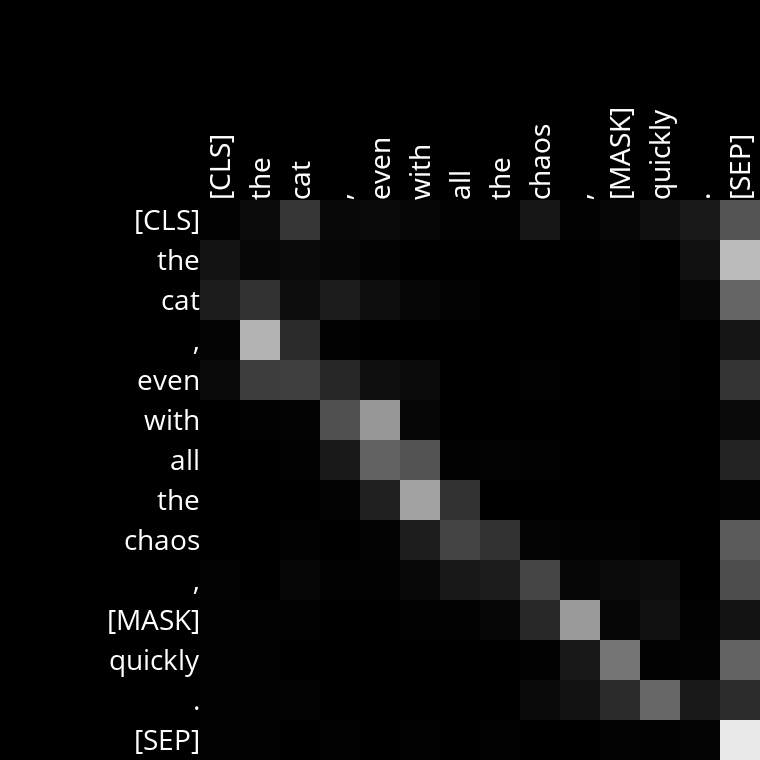 [CLS] the cat , even with all the chaos , [MASK] quickly . [SEP]
[CLS]
the
cat
,
even
with
all
the
chaos
,
[MASK]
quickly
.
[SEP]